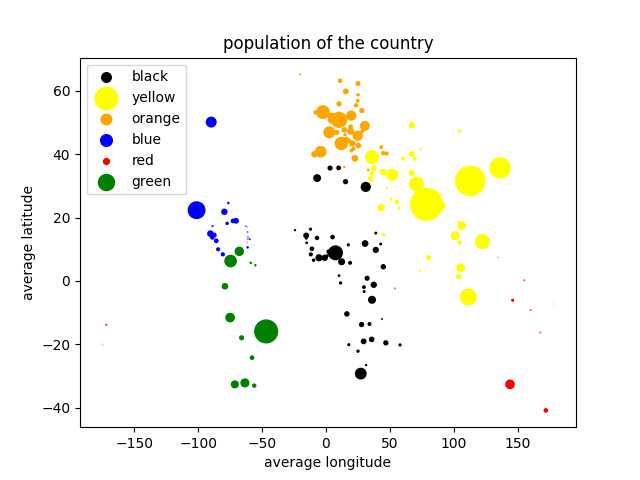 population of the country
black
yellow
orange
blue
red
green
average latitude
60
40
20
0
−20
−40
−150
−100
−50
0
50
100
150
average longitude